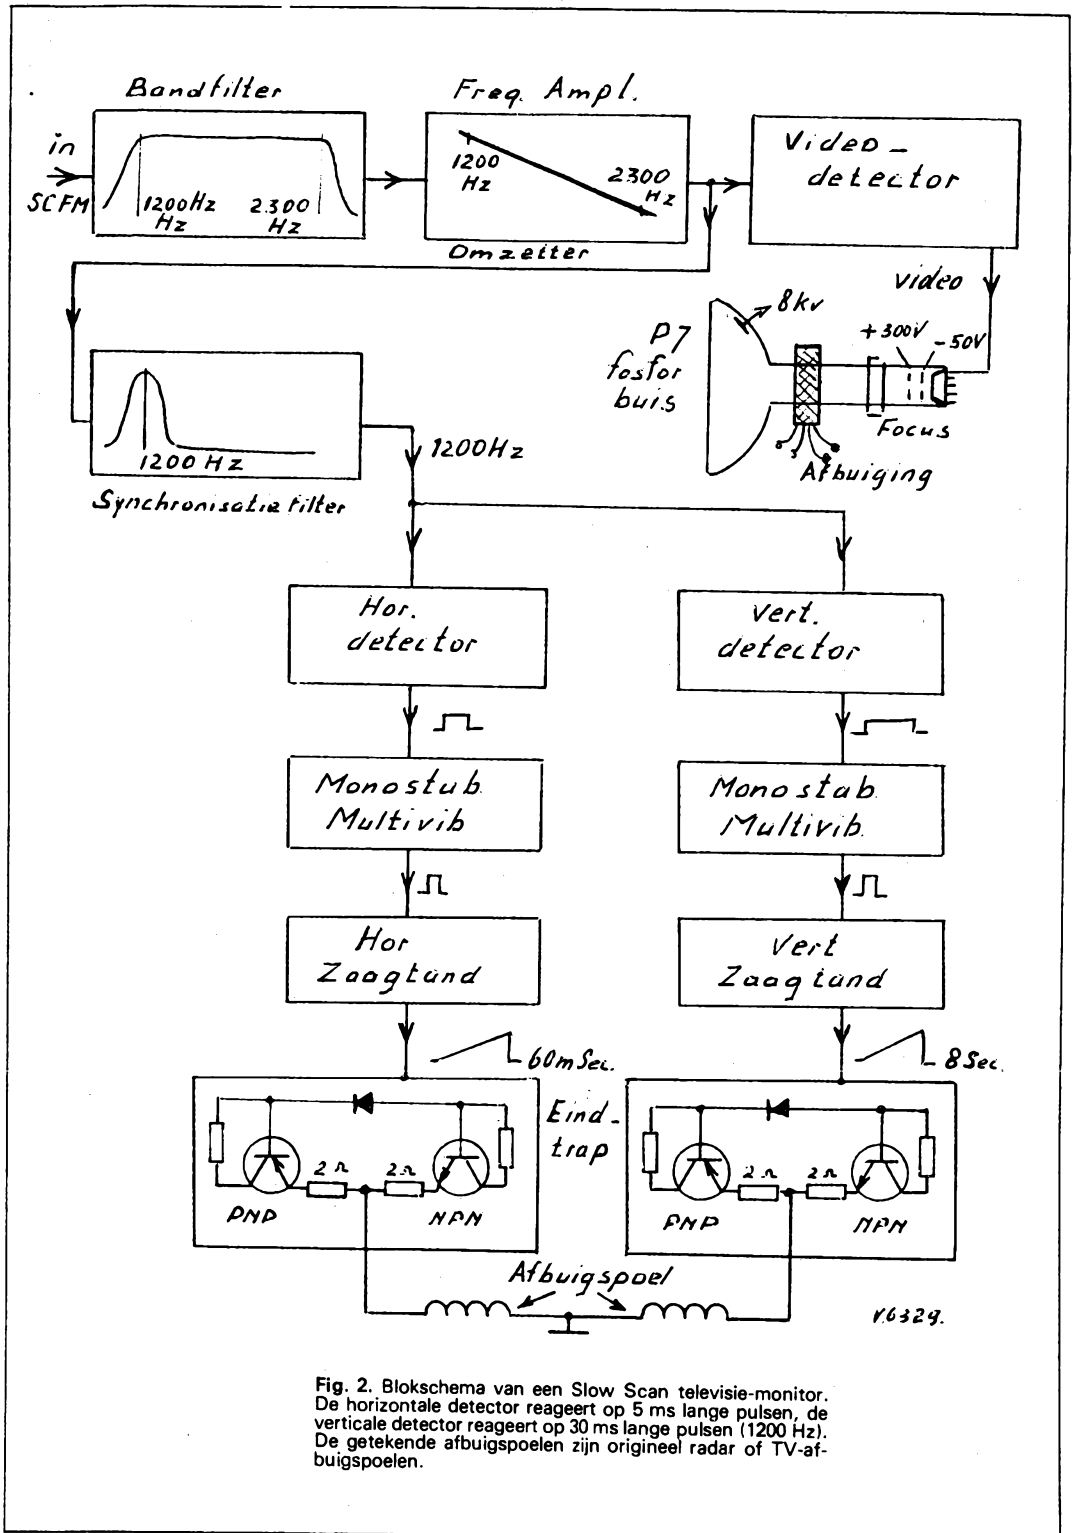 Bandfilter
Freq. Ampl.
in
SCFM
1200Hz
Hz
2300
Hz
1200
Hz
2300
Hz
Omzetter
Video-
detector
video
8kv
P7
fosfor
buis
+300V
-50V
Focus
Afbuiging
1200Hz
1200Hz
Synchronisatie filter
Hor.
detector
Vert.
detector
Monostab.
Multivib
Monostab.
Multivib.
Hor
Zaagtand
Vert
Zaagtand
60mSec.
8Sec.
Eind-
trap
2Ω
2Ω
PNP
NPN
2Ω
2Ω
PNP
NPN
Afbuigspoel
V.6329.
Fig. 2. Blokschema van een Slow Scan televisie-monitor.
De horizontale detector reageert op 5 ms lange pulsen, de
verticale detector reageert op 30 ms lange pulsen (1200 Hz).
De getekende afbuigspoelen zijn origineel radar of TV-af-
buigspoelen.